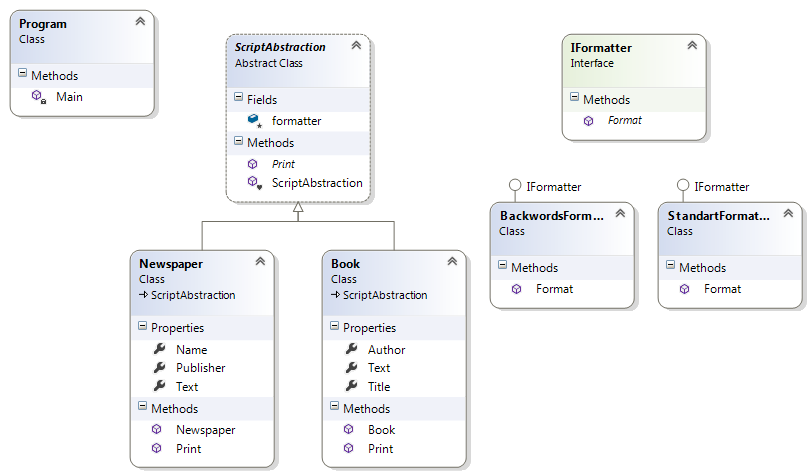 Program
Class
Methods
Main
ScriptAbstraction
Abstract Class
Fields
formatter
Methods
Print
ScriptAbstraction
IFormatter
Interface
Methods
Format
Newspaper
Class
ScriptAbstraction
Properties
Name
Publisher
Text
Methods
Newspaper
Print
Book
Class
ScriptAbstraction
Properties
Author
Text
Title
Methods
Book
Print
IFormatter
BackwordsForm...
Class
Methods
Format
IFormatter
StandartFormat...
Class
Methods
Format